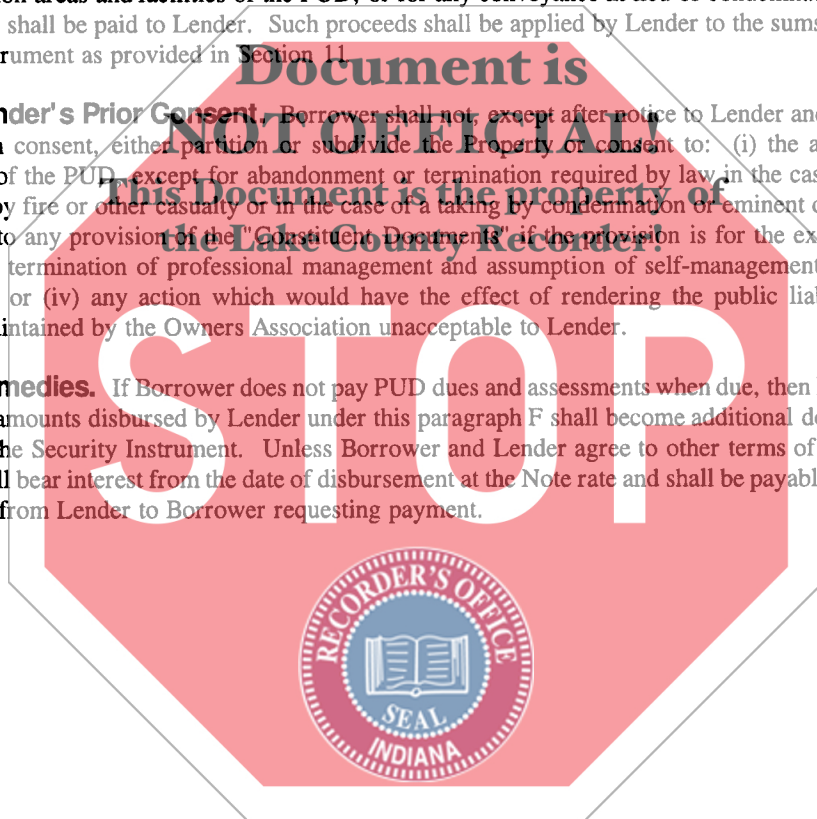 shall be paid to Lender. Such proceeds shall be applied by Lender to the sums
rument as provided in Section 11.
Document is
nder's Prior Consent. Borrower shall not, except after notice to Lender and
NOT OFFICIAL!
consent, either partition or subdivide the Property or consent to: (i) the a
of the PUD, except for abandonment or termination required by law in the cas
This Document is the property of
y fire or other casualty or in the case of a taking by condemnation or eminent
to any provision of the "Constituent Documents" if the provision is for the ex
the Lake County Recorder!
termination of professional management and assumption of self-management
or (iv) any action which would have the effect of rendering the public lia
intained by the Owners Association unacceptable to Lender.
STOP
medies. If Borrower does not pay PUD dues and assessments when due, then
amounts disbursed by Lender under this paragraph F shall become additional de
he Security Instrument. Unless Borrower and Lender agree to other terms of
ll bear interest from the date of disbursement at the Note rate and shall be payabl
from Lender to Borrower requesting payment.
RECORDER'S OFFICE
SEAL
INDIANA